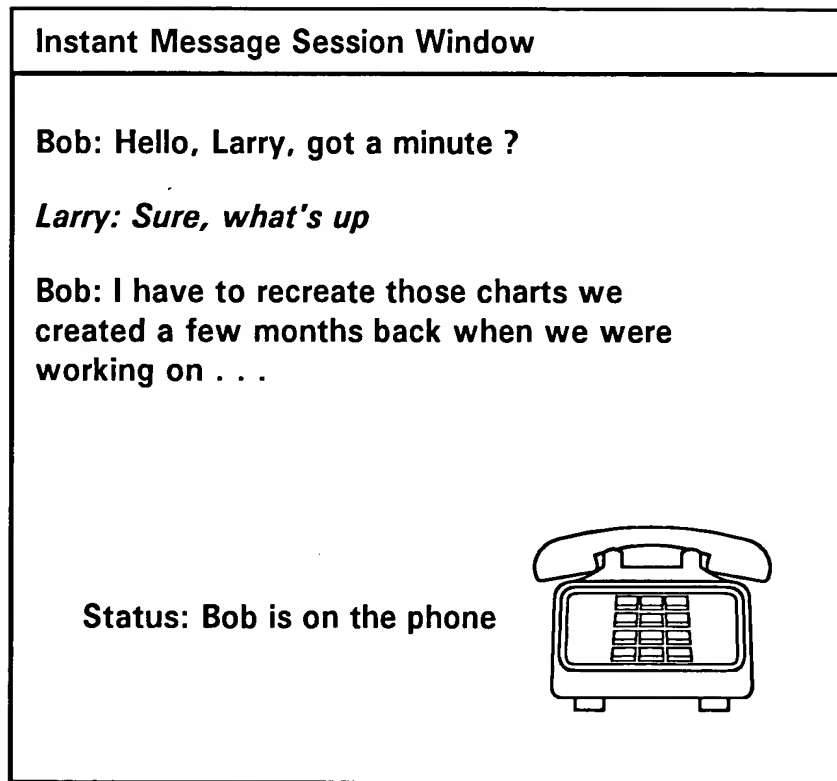 Instant Message Session Window
Bob: Hello, Larry, got a minute ?
Larry: Sure, what's up
Bob: I have to recreate those charts we
created a few months back when we were
working on . . .
Status: Bob is on the phone